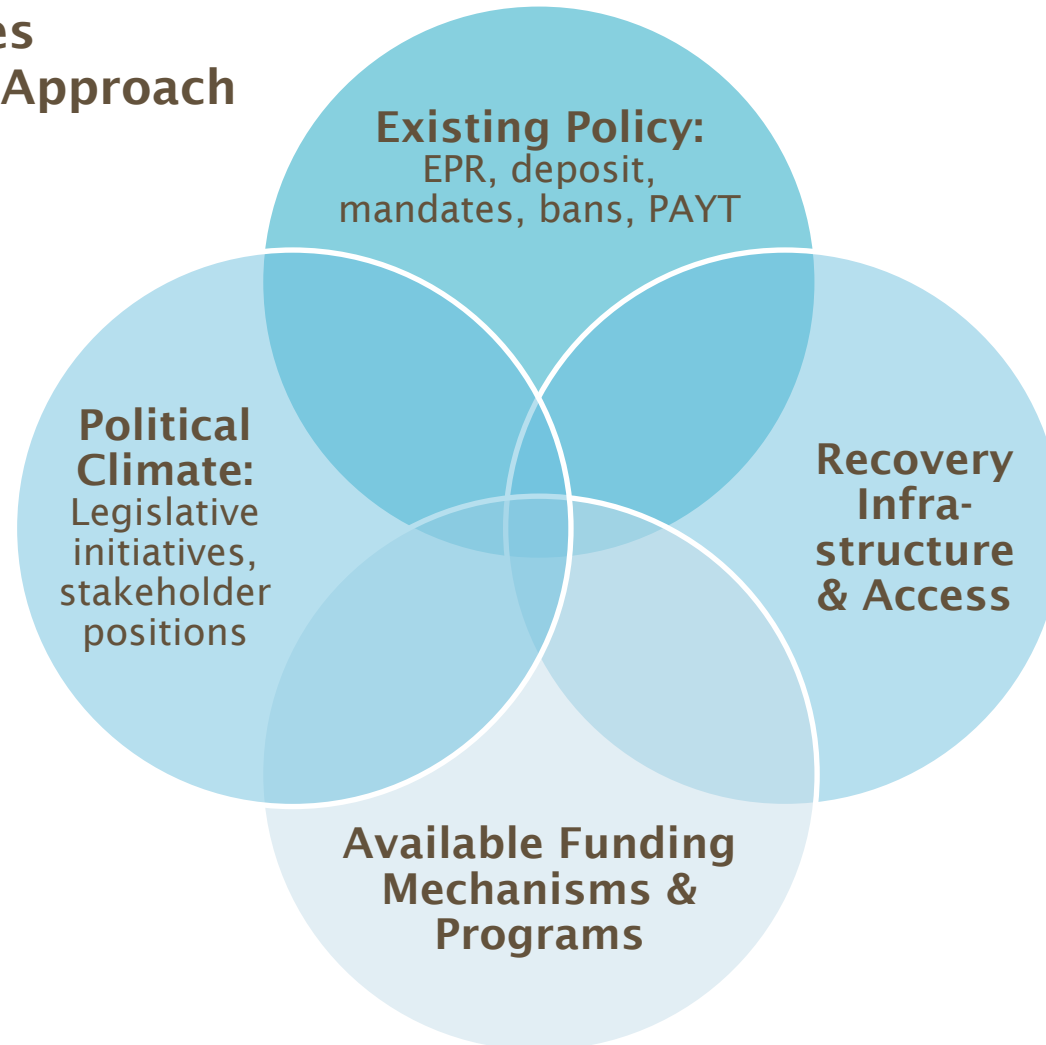 Approach
Existing Policy:
EPR, deposit,
mandates, bans, PAYT
Political
Climate:
Legislative
initiatives,
stakeholder
positions
Recovery
Infra-
structure
& Access
Available Funding
Mechanisms &
Programs